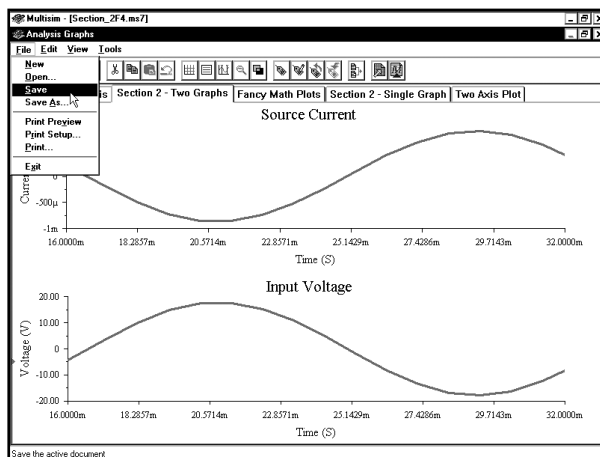 Multisim - [Section_2F4.ms7]
Analysis Graphs
File Edit View Tools
New
Open...
Save
Save As...
Print Preview
Print Setup...
Print...
Exit
is
Section 2 - Two Graphs
Fancy Math Plots
Section 2 - Single Graph
Two Axis Plot
Source Current
Current
0
-500μ
-1m
16.0000m 18.2857m 20.5714m 22.8571m 25.1429m 27.4286m 29.7143m 32.0000m
Time (S)
Input Voltage
Voltage (V)
20.00
10.00
0
-10.00
-20.00
16.0000m 18.2857m 20.5714m 22.8571m 25.1429m 27.4286m 29.7143m 32.0000m
Time (S)
Save the active document